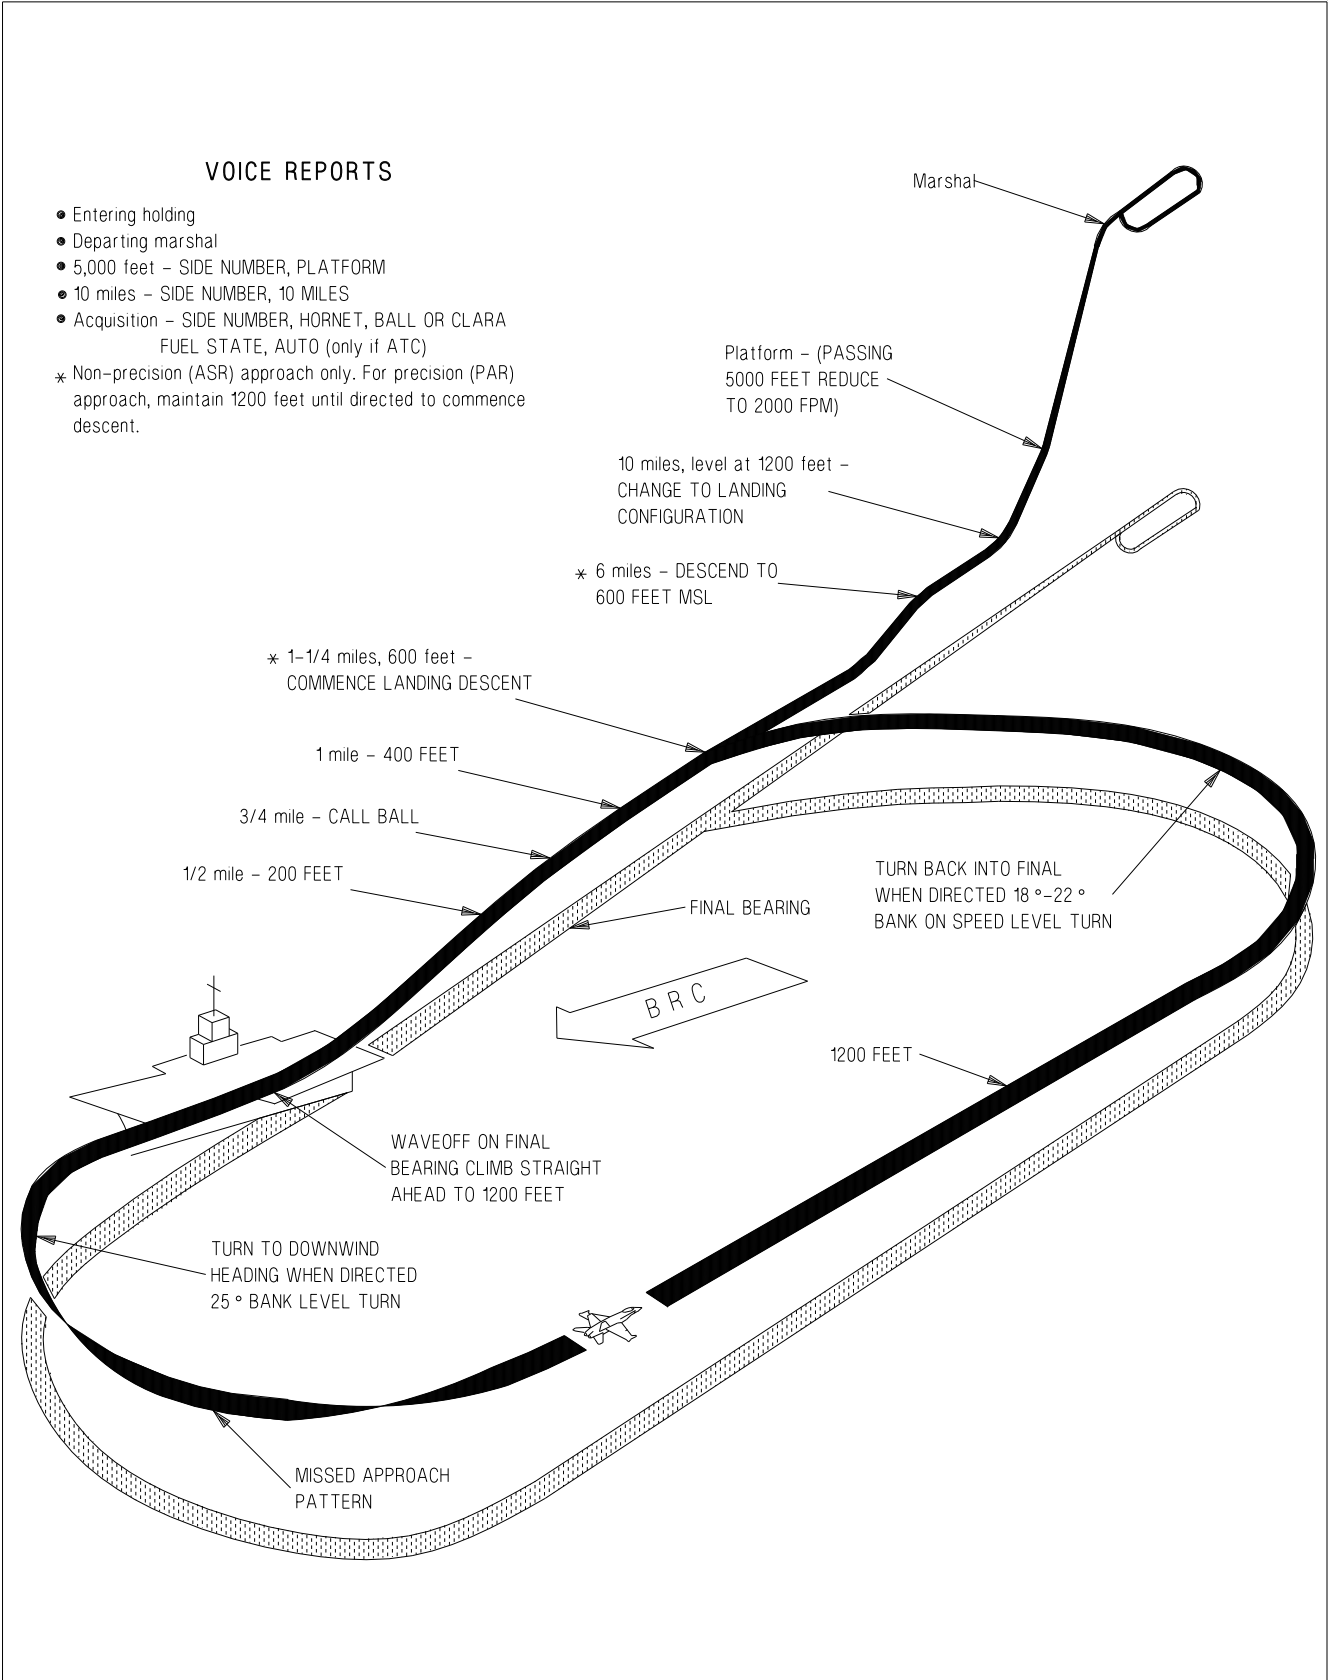 VOICE REPORTS
● Entering holding
● Departing marshal
● 5,000 feet – SIDE NUMBER, PLATFORM
● 10 miles – SIDE NUMBER, 10 MILES
● Acquisition – SIDE NUMBER, HORNET, BALL OR CLARA
FUEL STATE, AUTO (only if ATC)
* Non–precision (ASR) approach only. For precision (PAR)
approach, maintain 1200 feet until directed to commence
descent.
Marshal
Platform – (PASSING
5000 FEET REDUCE
TO 2000 FPM)
10 miles, level at 1200 feet –
CHANGE TO LANDING
CONFIGURATION
* 6 miles – DESCEND TO
600 FEET MSL
* 1–1/4 miles, 600 feet –
COMMENCE LANDING DESCENT
1 mile – 400 FEET
3/4 mile – CALL BALL
1/2 mile – 200 FEET
TURN BACK INTO FINAL
WHEN DIRECTED 18 °–22 °
BANK ON SPEED LEVEL TURN
FINAL BEARING
BRC
1200 FEET
WAVEOFF ON FINAL
BEARING CLIMB STRAIGHT
AHEAD TO 1200 FEET
TURN TO DOWNWIND
HEADING WHEN DIRECTED
25 ° BANK LEVEL TURN
MISSED APPROACH
PATTERN